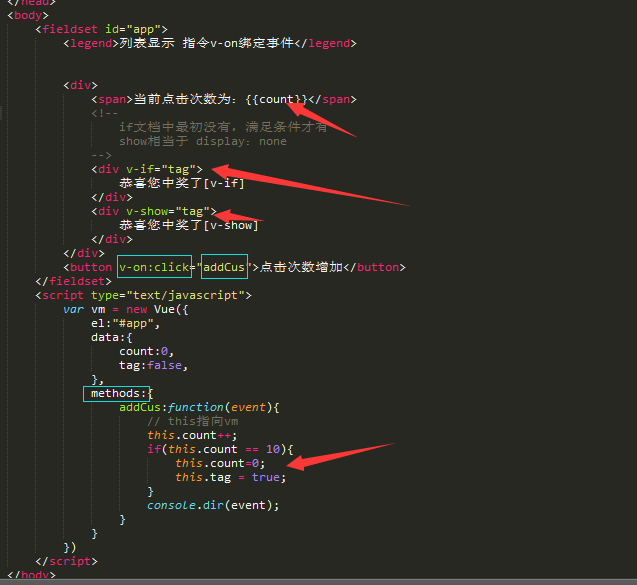 </head>
<body>
<fieldset id="app">
<legend>列表显示 指令v-on绑定事件</legend>
<div>
<span>当前点击次数为: {{count}}</span>
<!--
if文档中最初没有，满足条件才有
show相当于 display: none
-->
<div v-if="tag">
恭喜您中奖了[v-if]
</div>
<div v-show="tag">
恭喜您中奖了[v-show]
</div>
</div>
<button v-on:click="addCus">点击次数增加</button>
</fieldset>
<script type="text/javascript">
var vm = new Vue({
el:"#app",
data:{
count:0,
tag:false,
},
methods:{
addCus:function(event){
// this指向vm
this.count++;
if(this.count == 10){
this.count=0;
this.tag = true;
}
console.dir(event);
}
}
})
</script>
</body>